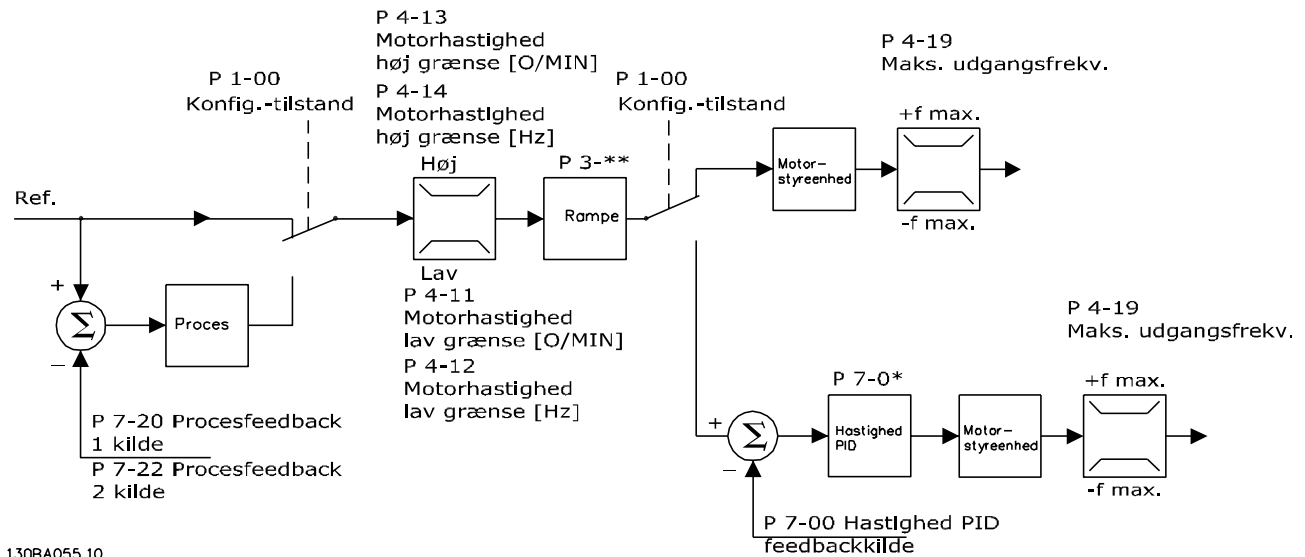 P 4-13
Motorhastighed
høj grænse [O/MIN]
P 4-14
Motorhastighed
høj grænse [Hz]
P 1-00
Konfig.-tilstand
P 1-00
Konfig.-tilstand
P 4-19
Maks. udgangsfrekv.
+f max.
-f max.
Ref.
Høj
Lav
P 3-**
Rampe
Motor-
styreenhed
+
Σ
−
Proces
P 4-11
Motorhastighed
lav grænse [O/MIN]
P 4-12
Motorhastighed
lav grænse [Hz]
P 7-20 Procesfeedback
1 kilde
P 7-22 Procesfeedback
2 kilde
P 4-19
Maks. udgangsfrekv.
+f max.
-f max.
P 7-0*
+
Σ
−
Hastighed
PID
Motor-
styreenhed
P 7-00 Hastighed PID
feedbackkilde
130BA055.10